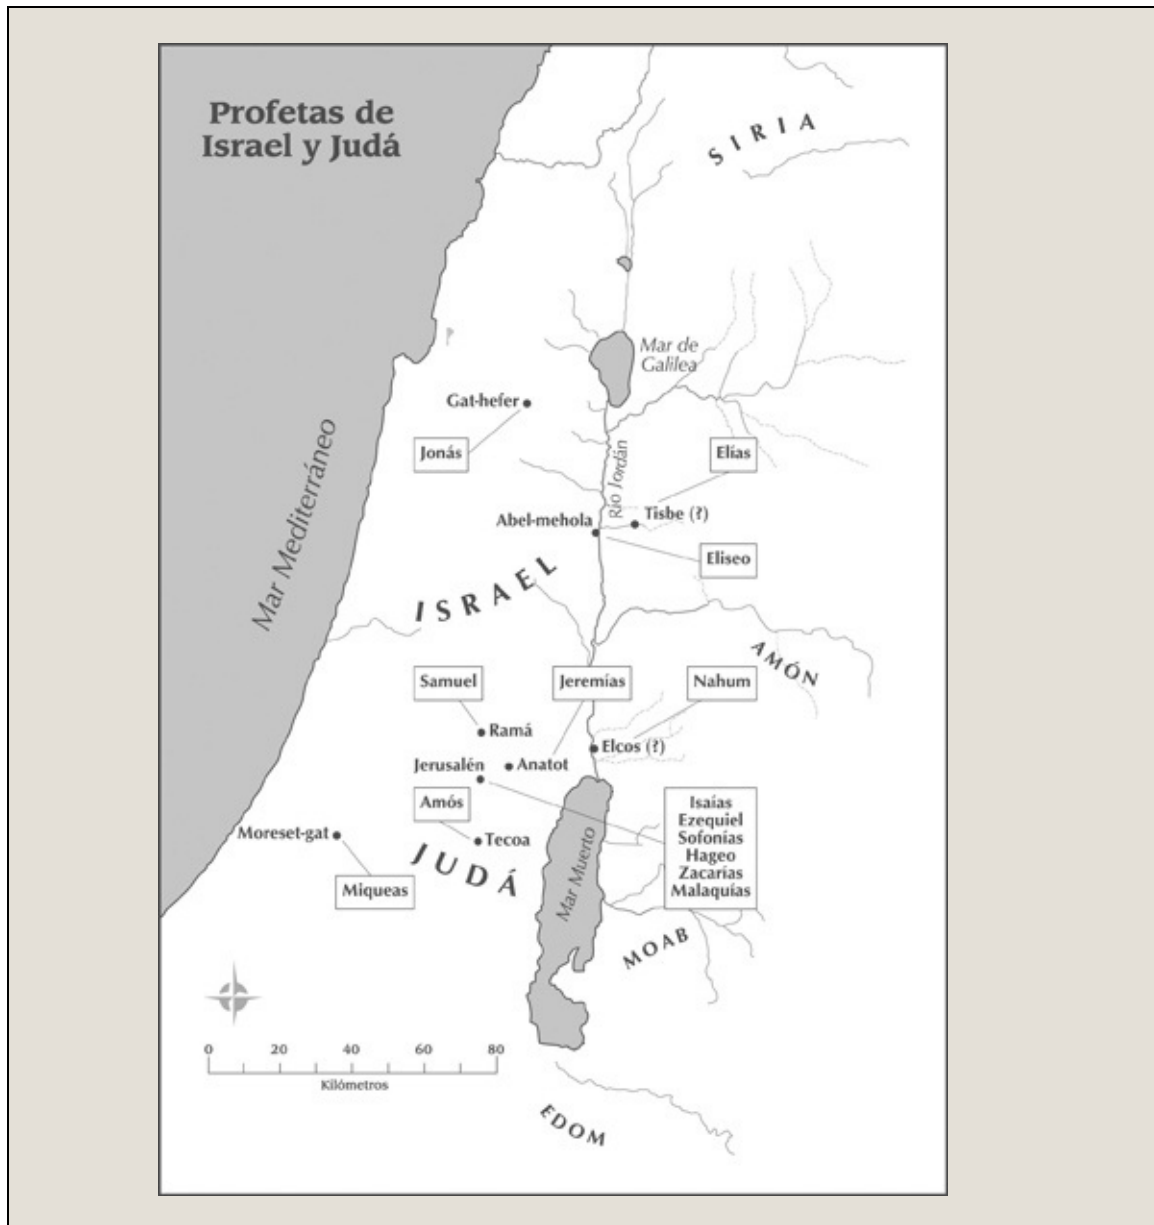 Profetas de
Israel y Judá
SIRIA
Mar de
Galilea
Gat-hefer
Jonás
Mar Mediterráneo
Río Jordán
Elías
Tisbe (?)
Abel-mehola
Eliseo
ISRAEL
AMÓN
Samuel
Jeremías
Nahum
Ramá
Elcos (?)
Jerusalén
Anatot
Amós
Isaías
Ezequiel
Sofonías
Hageo
Zacarías
Malaquías
Moreset-gat
Tecoa
JUDÁ
Mar Muerto
Miqueas
MOAB
0 20 40 60 80
Kilómetros
EDOM